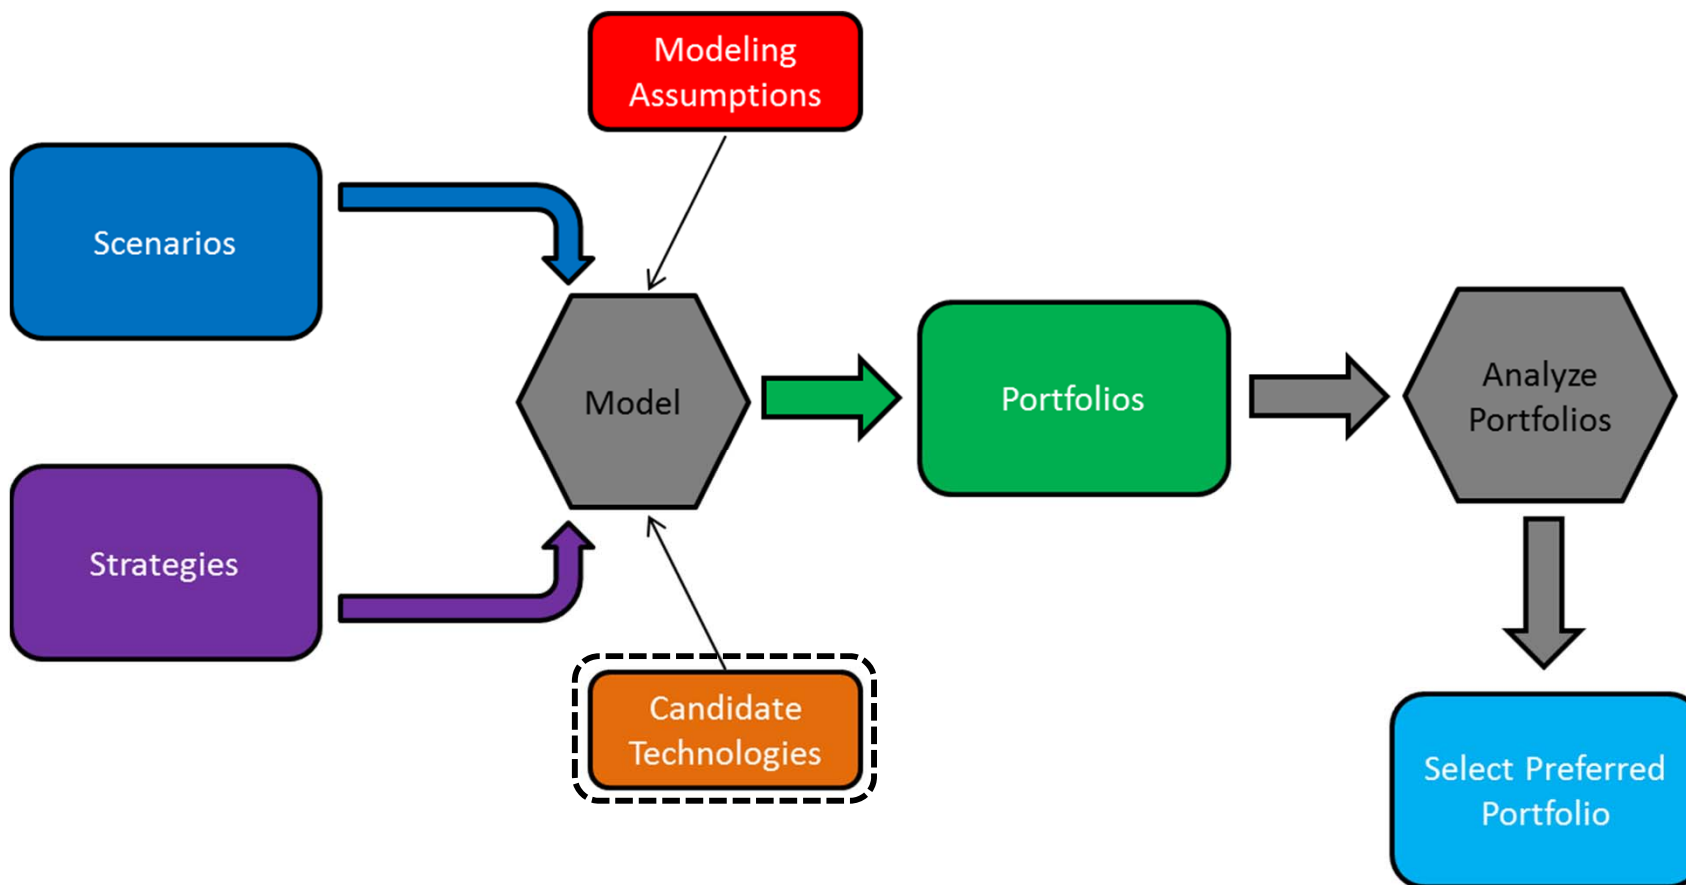 Modeling
Assumptions
Scenarios
Model
Portfolios
Analyze
Portfolios
Strategies
Candidate
Technologies
Select Preferred
Portfolio